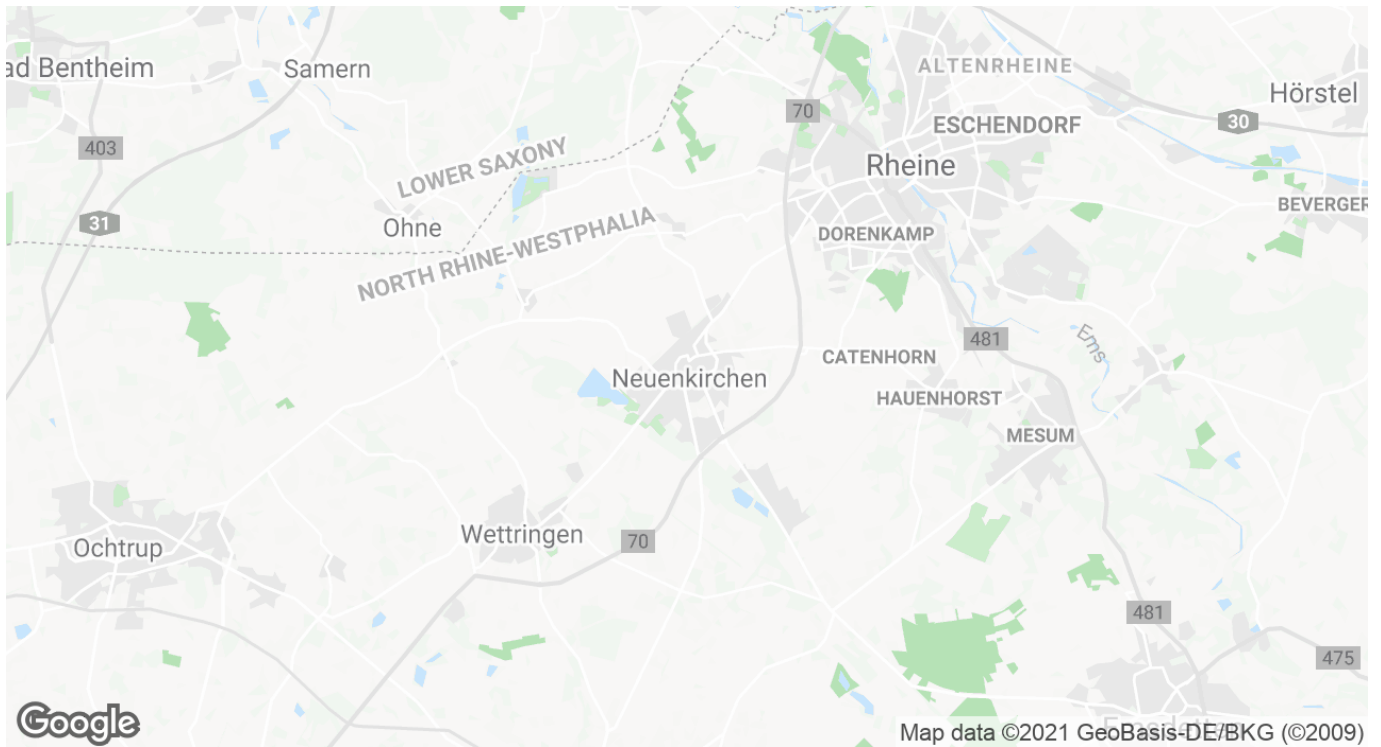 ad Bentheim
Samern
ALTENRHEINE
Hörstel
70
ESCHENDORF
30
403
LOWER SAXONY
Rheine
31
Ohne
NORTH RHINE-WESTPHALIA
DORENKAMP
BEVERGER
481
Ems
CATENHORN
Neuenkirchen
HAUENHORST
MESUM
Wettringen
70
Ochtrup
481
475
Google
Map data ©2021 GeoBasis-DE/BKG (©2009)